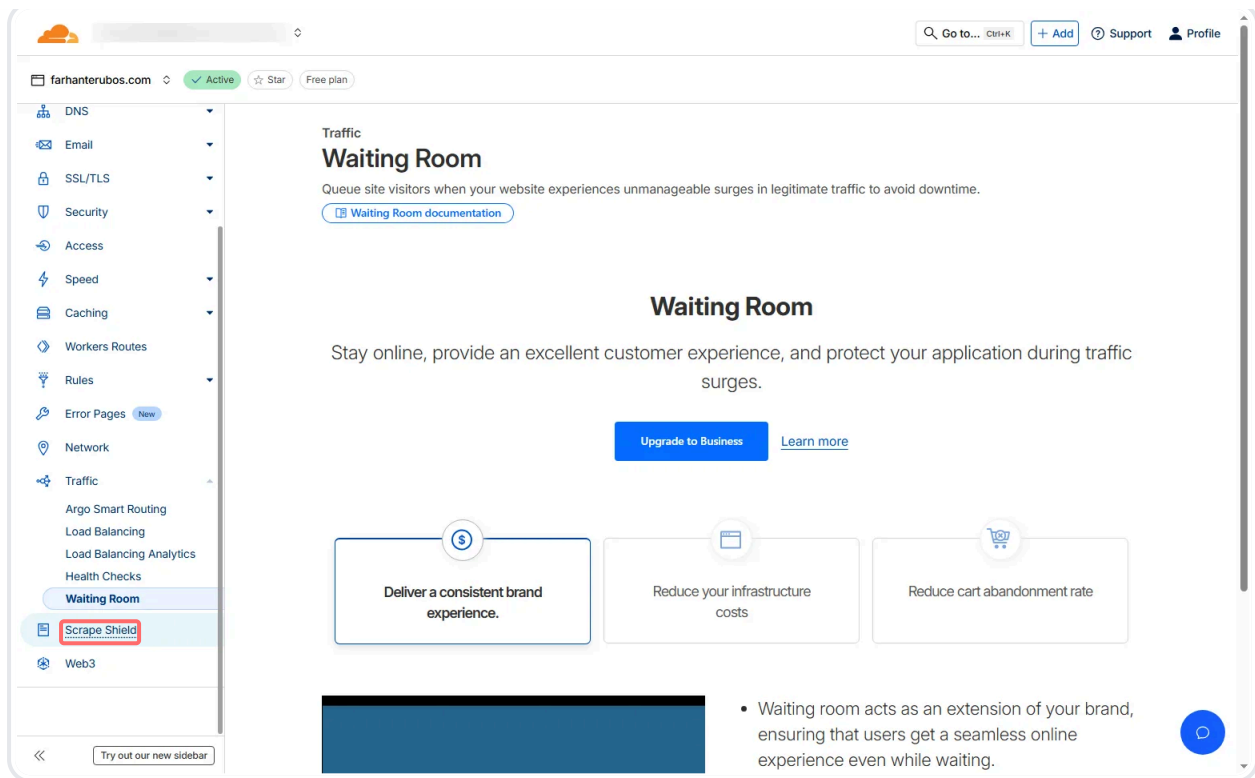 Go to... Ctrl+K
+ Add
Support
Profile
farhanterubos.com
Active
Star
Free plan
DNS
Email
SSL/TLS
Security
Access
Speed
Caching
Workers Routes
Rules
Error Pages New
Network
Traffic
Argo Smart Routing
Load Balancing
Load Balancing Analytics
Health Checks
Waiting Room
Scrape Shield
Web3
Try out our new sidebar
Traffic
Waiting Room
Queue site visitors when your website experiences unmanageable surges in legitimate traffic to avoid downtime.
Waiting Room documentation
Waiting Room
Stay online, provide an excellent customer experience, and protect your application during traffic
surges.
Upgrade to Business
Learn more
Deliver a consistent brand
experience.
Reduce your infrastructure
costs
Reduce cart abandonment rate
• Waiting room acts as an extension of your brand,
ensuring that users get a seamless online
experience even while waiting.